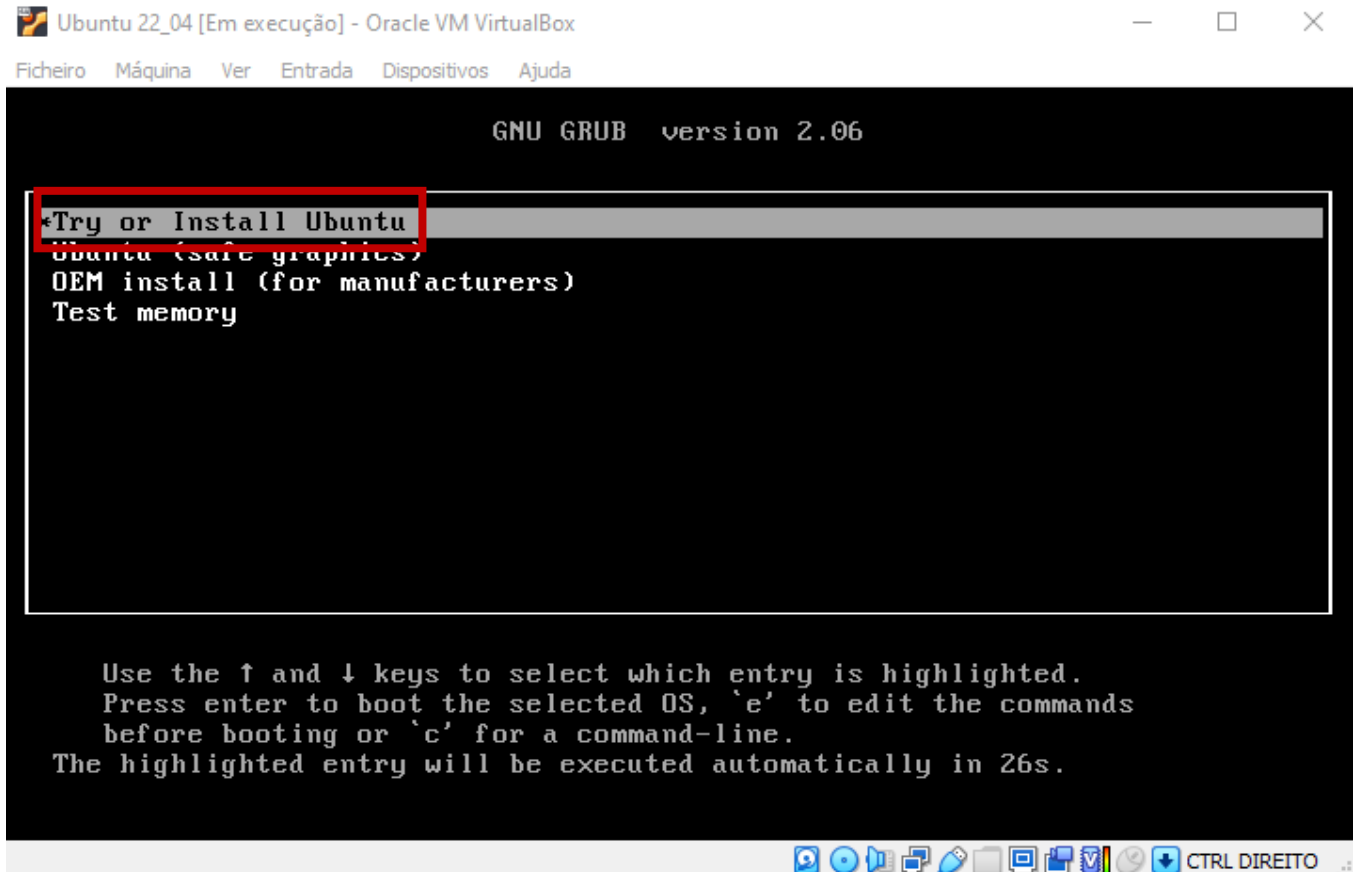 Ubuntu 22_04 [Em execução] - Oracle VM VirtualBox
Ficheiro Máquina Ver Entrada Dispositivos Ajuda
GNU GRUB version 2.06
*Try or Install Ubuntu
Ubuntu (safe graphics)
OEM install (for manufacturers)
Test memory
Use the ↑ and ↓ keys to select which entry is highlighted.
Press enter to boot the selected OS, `e' to edit the commands
before booting or `c' for a command-line.
The highlighted entry will be executed automatically in 26s.
CTRL DIREITO